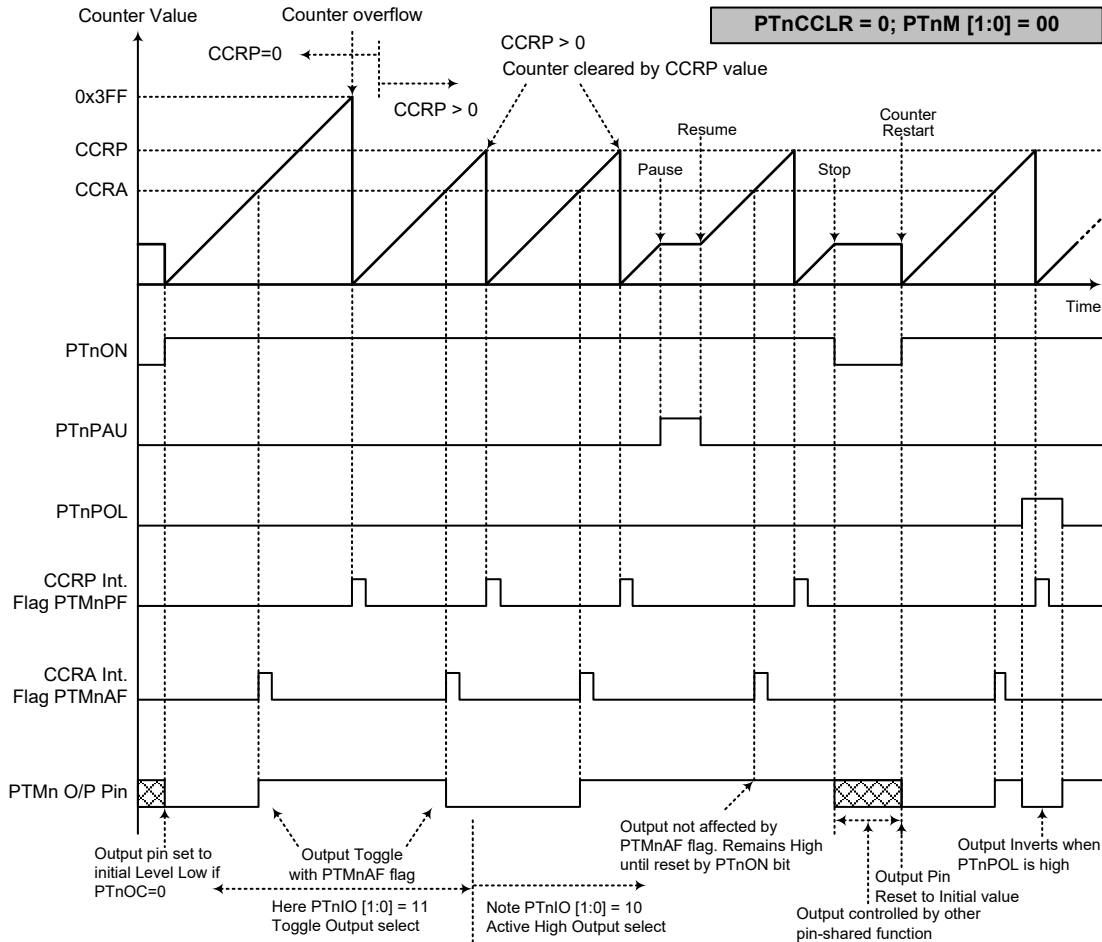 Counter Value
Counter overflow
PTnCCLR = 0; PTnM [1:0] = 00
CCRP=0
CCRP > 0
CCRP > 0
Counter cleared by CCRP value
0x3FF
CCRP
CCRA
Pause
Resume
Stop
Counter
Restart
Time
PTnON
PTnPAU
PTnPOL
CCRP Int.
Flag PTMnPF
CCRA Int.
Flag PTMnAF
PTMn O/P Pin
Output pin set to
initial Level Low if
PTnOC=0
Output Toggle
with PTMnAF flag
Here PTnIO [1:0] = 11
Toggle Output select
Note PTnIO [1:0] = 10
Active High Output select
Output not affected by
PTMnAF flag. Remains High
until reset by PTnON bit
Output Inverts when
PTnPOL is high
Output Pin
Reset to Initial value
Output controlled by other
pin-shared function